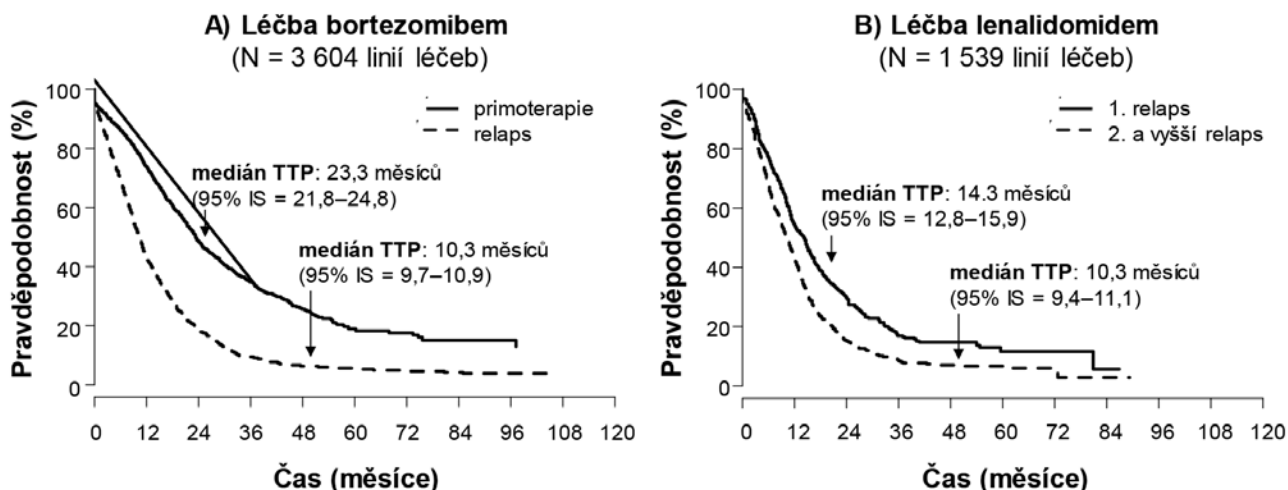 A) Léčba bortezomibem
(N = 3 604 linií léčeb)
Pravděpodobnost (%)
100
80
60
40
20
0
primoterapie
relaps
medián TTP: 23,3 měsíců
(95% IS = 21,8–24,8)
medián TTP: 10,3 měsíců
(95% IS = 9,7–10,9)
0 12 24 36 48 60 72 84 96 108 120
Čas (měsíce)
B) Léčba lenalidomidem
(N = 1 539 linií léčeb)
Pravděpodobnost (%)
100
80
60
40
20
0
1. relaps
2. a vyšší relaps
medián TTP: 14.3 měsíců
(95% IS = 12,8–15,9)
medián TTP: 10,3 měsíců
(95% IS = 9,4–11,1)
0 12 24 36 48 60 72 84 96 108 120
Čas (měsíce)